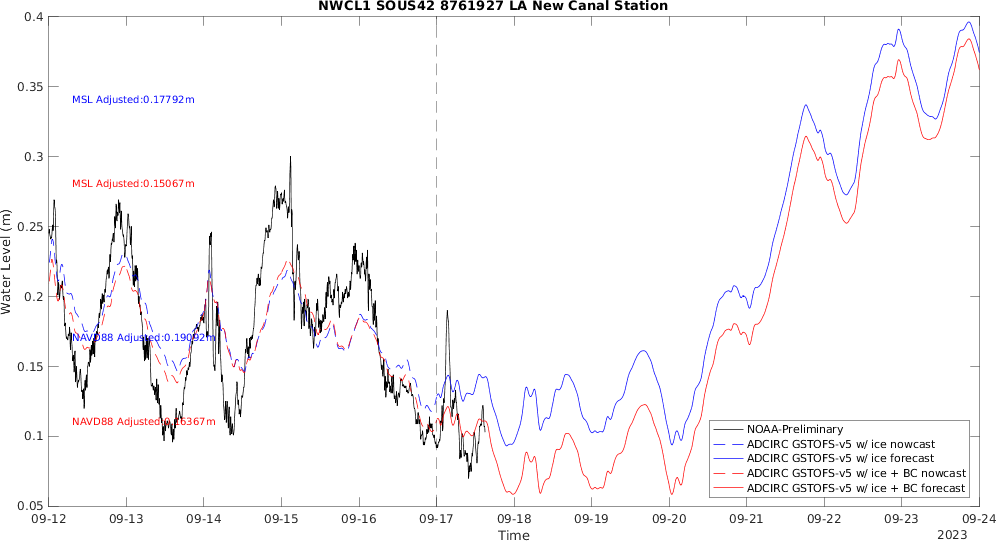 NWCL1 SOUS42 8761927 LA New Canal Station
0.4
0.35
0.3
0.25
0.2
0.15
0.1
0.05
Water Level (m)
MSL Adjusted:0.17792m
MSL Adjusted:0.15067m
NAVD88 Adjusted:0.19092m
NAVD88 Adjusted:0.16367m
NOAA-Preliminary
ADCIRC GSTOFS-v5 w/ ice nowcast
ADCIRC GSTOFS-v5 w/ ice forecast
ADCIRC GSTOFS-v5 w/ ice + BC nowcast
ADCIRC GSTOFS-v5 w/ ice + BC forecast
09-12 09-13 09-14 09-15 09-16 09-17 09-18 09-19 09-20 09-21 09-22 09-23 09-24
Time
2023